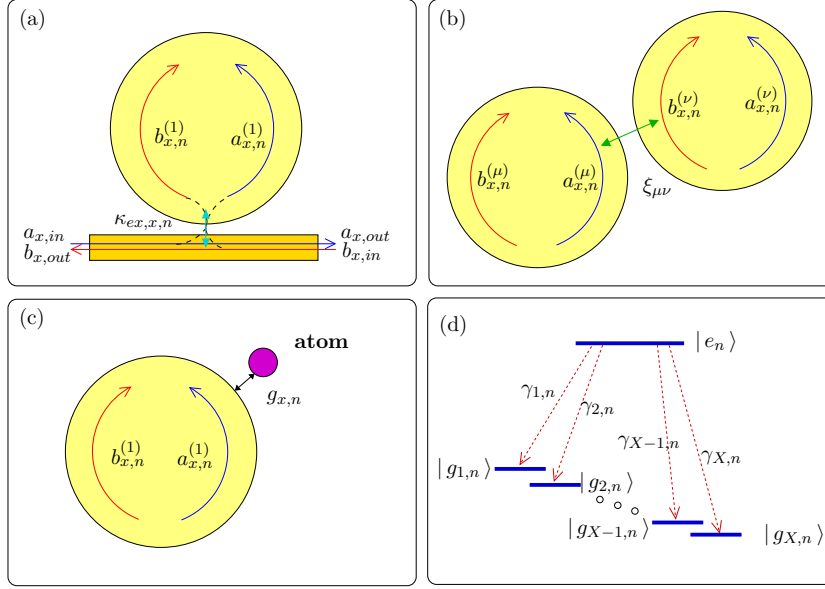 (a)
b_{x,n}^{(1)} a_{x,n}^{(1)}
κ_{ex,x,n}
a_{x,in} a_{x,out}
b_{x,out} b_{x,in}
(b)
b_{x,n}^{(ν)} a_{x,n}^{(ν)}
b_{x,n}^{(μ)} a_{x,n}^{(μ)}
ξ_{μν}
(c)
atom
g_{x,n}
b_{x,n}^{(1)} a_{x,n}^{(1)}
(d)
| e_n ⟩
γ_{1,n} γ_{2,n}
γ_{X−1,n} γ_{X,n}
| g_{1,n} ⟩
| g_{2,n} ⟩
| g_{X−1,n} ⟩ | g_{X,n} ⟩